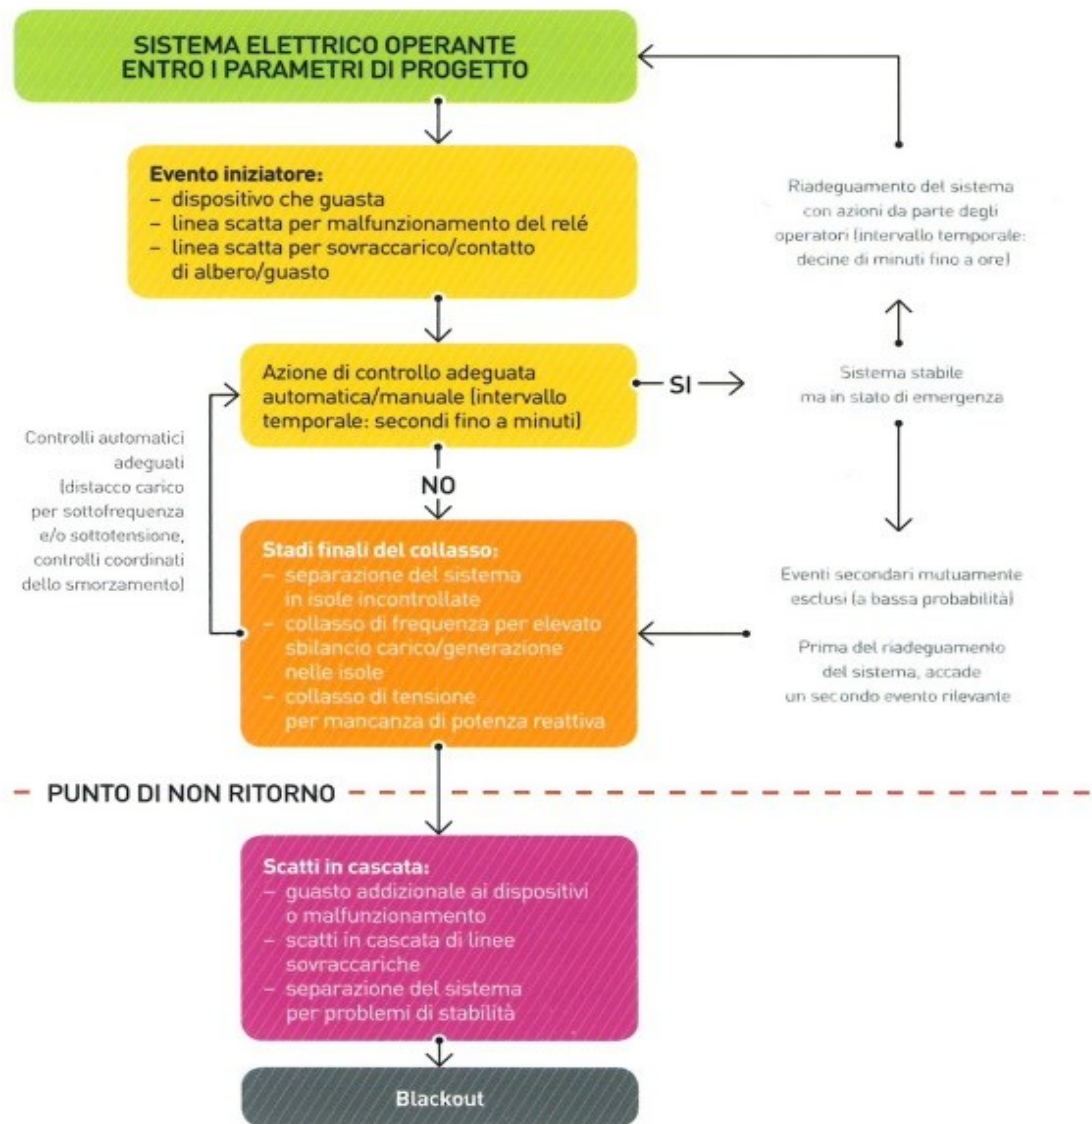 SISTEMA ELETTRICO OPERANTE
ENTRO I PARAMETRI DI PROGETTO
Evento iniziatore:
– dispositivo che guasta
– linea scatta per malfunzionamento del relé
– linea scatta per sovraccarico/contatto
di albero/guasto
Riadeguamento del sistema
con azioni da parte degli
operatori (intervallo temporale:
decine di minuti fino a ore)
Azione di controllo adeguata
automatica/manuale (intervallo
temporale: secondi fino a minuti)
SI
Sistema stabile
ma in stato di emergenza
Controlli automatici
adeguati
(distacco carico
per sottofrequenza
e/o sottotensione,
controlli coordinati
dello smorzamento)
NO
Stadi finali del collasso:
– separazione del sistema
in isole incontrollate
– collasso di frequenza per elevato
sbilancio carico/generazione
nelle isole
– collasso di tensione
per mancanza di potenza reattiva
Eventi secondari mutuamente
esclusi (a bassa probabilità)
Prima del riadeguamento
del sistema, accade
un secondo evento rilevante
PUNTO DI NON RITORNO
Scatti in cascata:
– guasto addizionale ai dispositivi
o malfunzionamento
– scatti in cascata di linee
sovraccariche
– separazione del sistema
per problemi di stabilità
Blackout